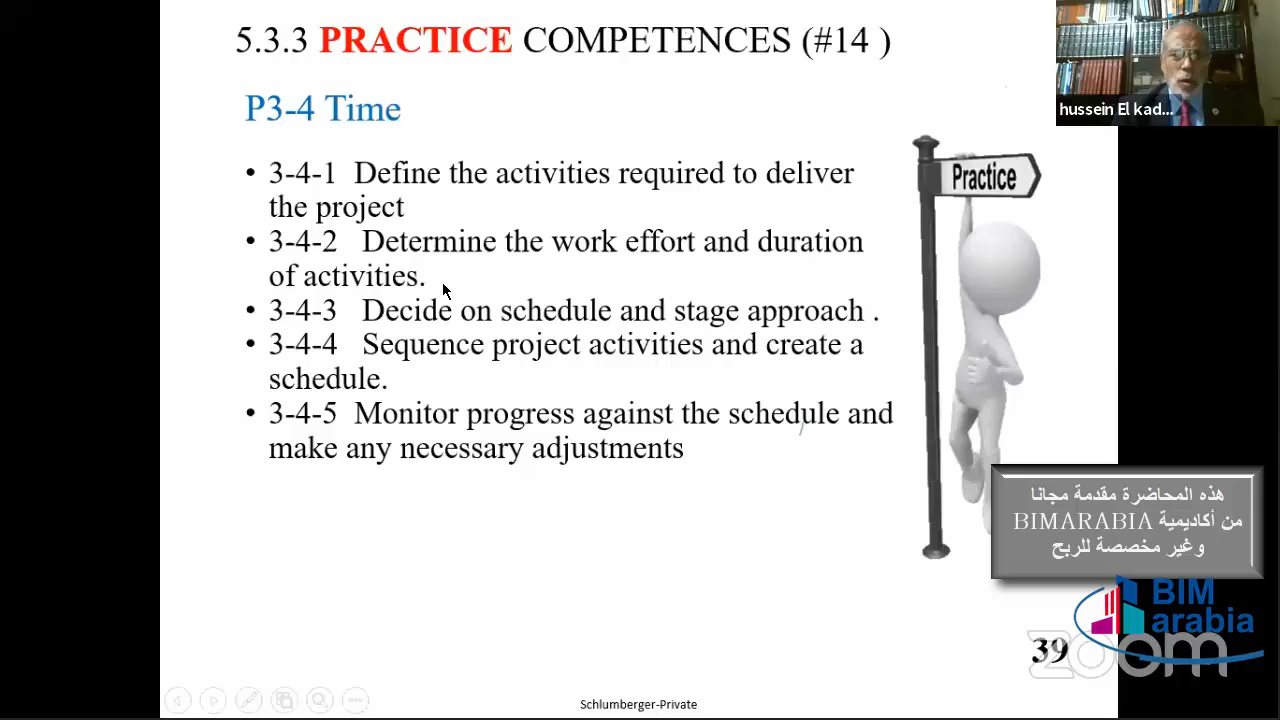 5.3.3 PRACTICE COMPETENCES (#14 )
hussein El kad...
P3-4 Time
• 3-4-1 Define the activities required to deliver
the project
• 3-4-2 Determine the work effort and duration
of activities.
• 3-4-3 Decide on schedule and stage approach .
• 3-4-4 Sequence project activities and create a
schedule.
• 3-4-5 Monitor progress against the schedule and
make any necessary adjustments
Practice
هذه المحاضرة مقدمة مجانا
من أكاديمية BIMARABIA
وغير مخصصة للربح
BIM
arabia
39
zoom
Schlumberger-Private